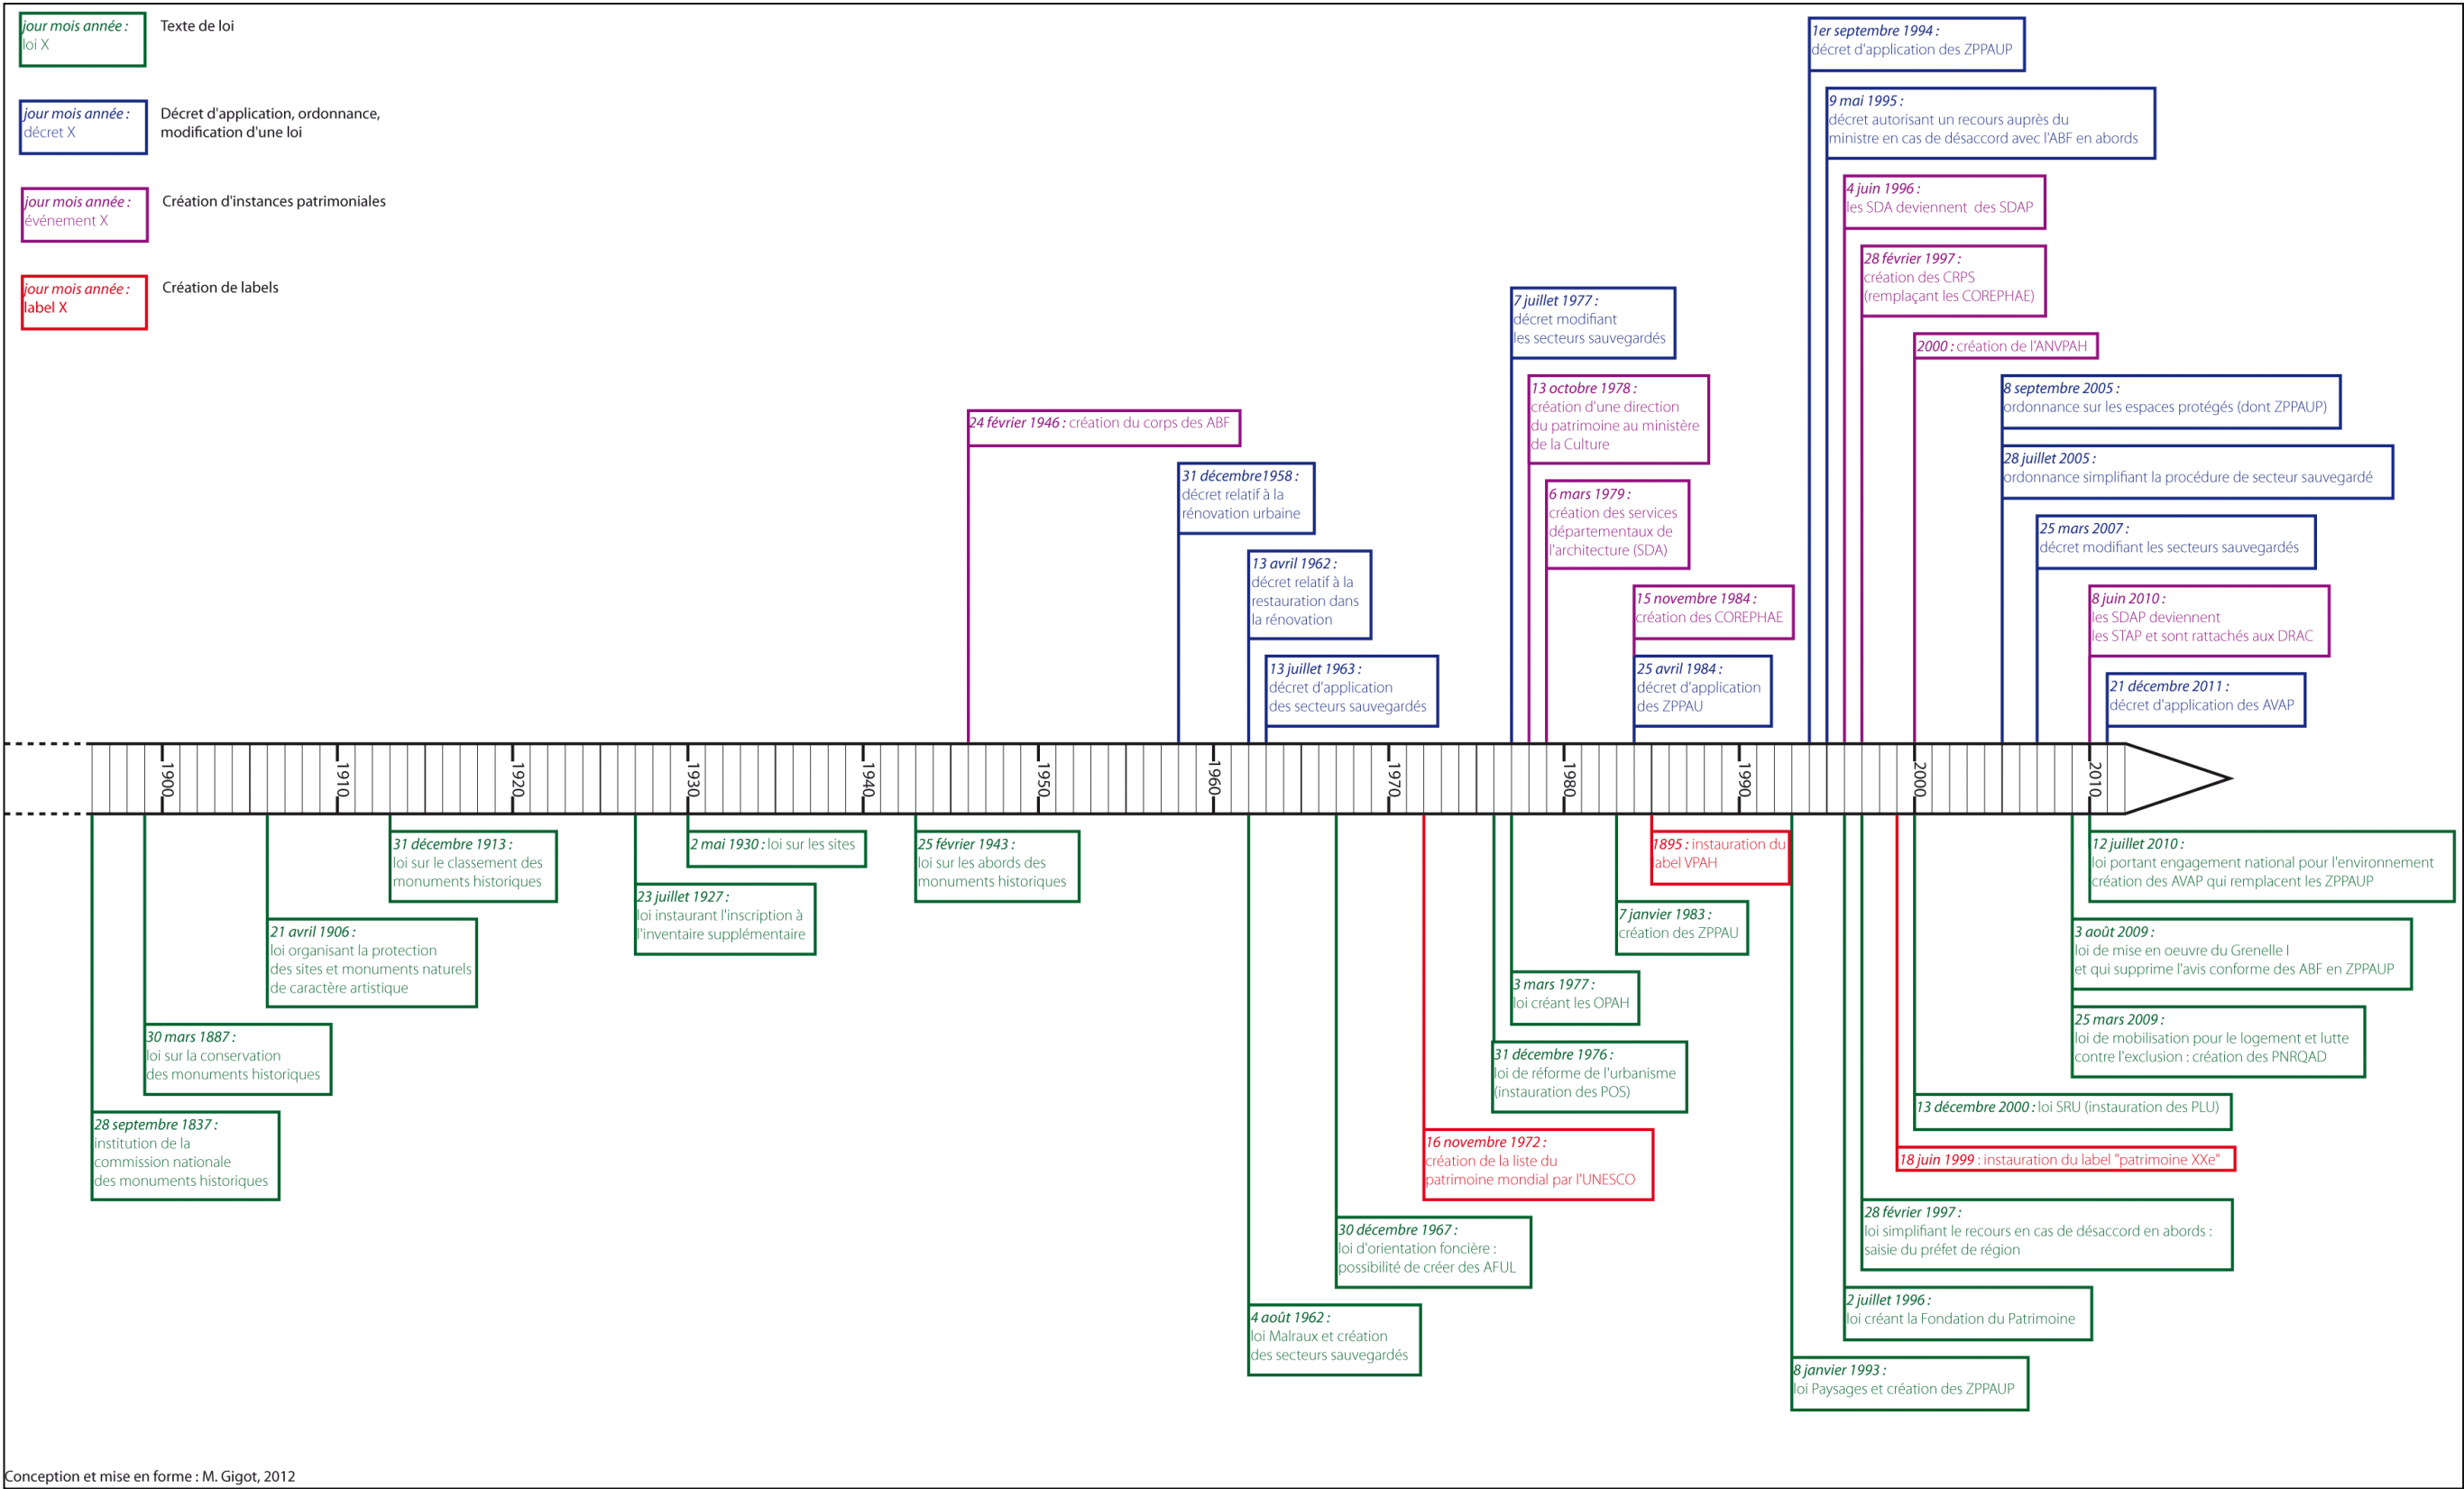 jour mois année :
loi X
Texte de loi
jour mois année :
décret X
Décret d'application, ordonnance,
modification d'une loi
jour mois année :
événement X
Création d'instances patrimoniales
jour mois année :
label X
Création de labels
1er septembre 1994 :
décret d'application des ZPPAUP
9 mai 1995 :
décret autorisant un recours auprès du
ministre en cas de désaccord avec l'ABF en abords
4 juin 1996 :
les SDA deviennent des SDAP
28 février 1997 :
création des CRPS
(remplaçant les COREPHAE)
2000 : création de l'ANVPAH
7 juillet 1977 :
décret modifiant
les secteurs sauvegardés
13 octobre 1978 :
création d'une direction
du patrimoine au ministère
de la Culture
8 septembre 2005 :
ordonnance sur les espaces protégés (dont ZPPAUP)
24 février 1946 : création du corps des ABF
28 juillet 2005 :
ordonnance simplifiant la procédure de secteur sauvegardé
31 décembre1958 :
décret relatif à la
rénovation urbaine
6 mars 1979 :
création des services
départementaux de
l'architecture (SDA)
25 mars 2007 :
décret modifiant les secteurs sauvegardés
13 avril 1962 :
décret relatif à la
restauration dans
la rénovation
15 novembre 1984 :
création des COREPHAE
8 juin 2010 :
les SDAP deviennent
les STAP et sont rattachés aux DRAC
13 juillet 1963 :
décret d'application
des secteurs sauvegardés
25 avril 1984 :
décret d'application
des ZPPAU
21 décembre 2011 :
décret d'application des AVAP
1900
1910
1920
1930
1940
1950
1960
1970
1980
1990
2000
2010
31 décembre 1913 :
loi sur le classement des
monuments historiques
2 mai 1930 : loi sur les sites
25 février 1943 :
loi sur les abords des
monuments historiques
1895 : instauration du
label VPAH
12 juillet 2010 :
loi portant engagement national pour l'environnement
création des AVAP qui remplacent les ZPPAUP
23 juillet 1927 :
loi instaurant l'inscription à
l'inventaire supplémentaire
7 janvier 1983 :
création des ZPPAU
21 avril 1906 :
loi organisant la protection
des sites et monuments naturels
de caractère artistique
3 août 2009 :
loi de mise en oeuvre du Grenelle I
et qui supprime l'avis conforme des ABF en ZPPAUP
3 mars 1977 :
loi créant les OPAH
30 mars 1887 :
loi sur la conservation
des monuments historiques
25 mars 2009 :
loi de mobilisation pour le logement et lutte
contre l'exclusion : création des PNRQAD
31 décembre 1976 :
loi de réforme de l'urbanisme
(instauration des POS)
13 décembre 2000 : loi SRU (instauration des PLU)
28 septembre 1837 :
institution de la
commission nationale
des monuments historiques
16 novembre 1972 :
création de la liste du
patrimoine mondial par l'UNESCO
18 juin 1999 : instauration du label "patrimoine XXe"
28 février 1997 :
loi simplifiant le recours en cas de désaccord en abords :
saisie du préfet de région
30 décembre 1967 :
loi d'orientation foncière :
possibilité de créer des AFUL
2 juillet 1996 :
loi créant la Fondation du Patrimoine
4 août 1962 :
loi Malraux et création
des secteurs sauvegardés
8 janvier 1993 :
loi Paysages et création des ZPPAUP
Conception et mise en forme : M. Gigot, 2012